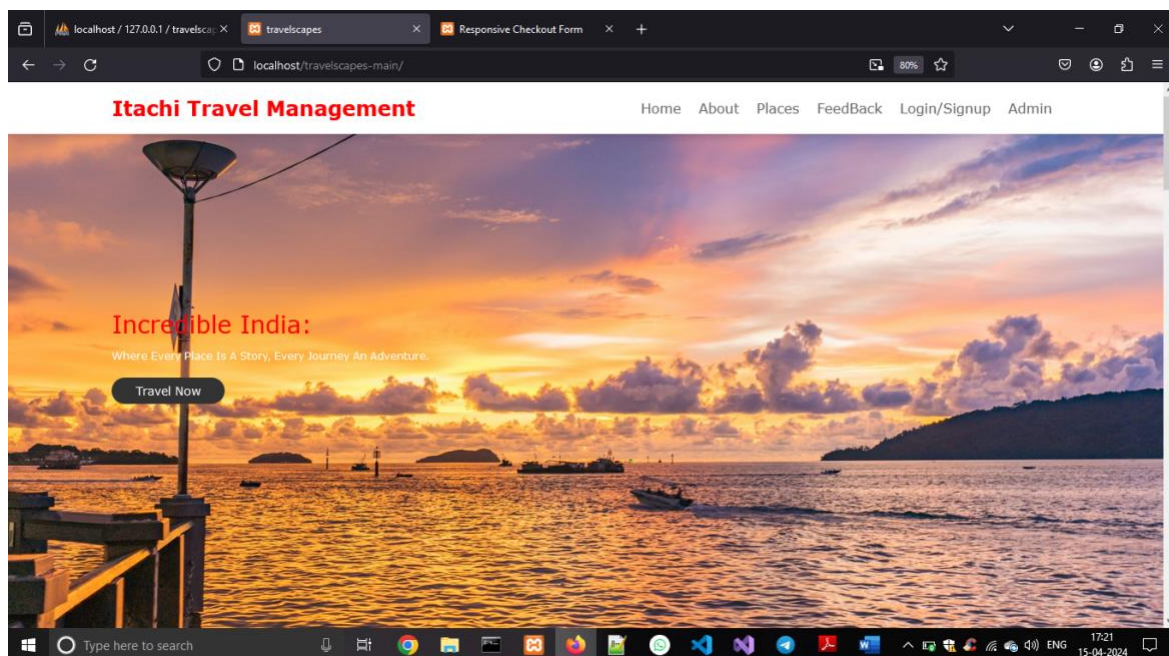 localhost / 127.0.0.1 / travelscap
travelscapes
Responsive Checkout Form
localhost/travelscapes-main/
80%
Itachi Travel Management
Home About Places FeedBack Login/Signup Admin
Incredible India:
Where Every Place Is A Story, Every Journey An Adventure.
Travel Now
Type here to search
ENG
17:21
15-04-2024